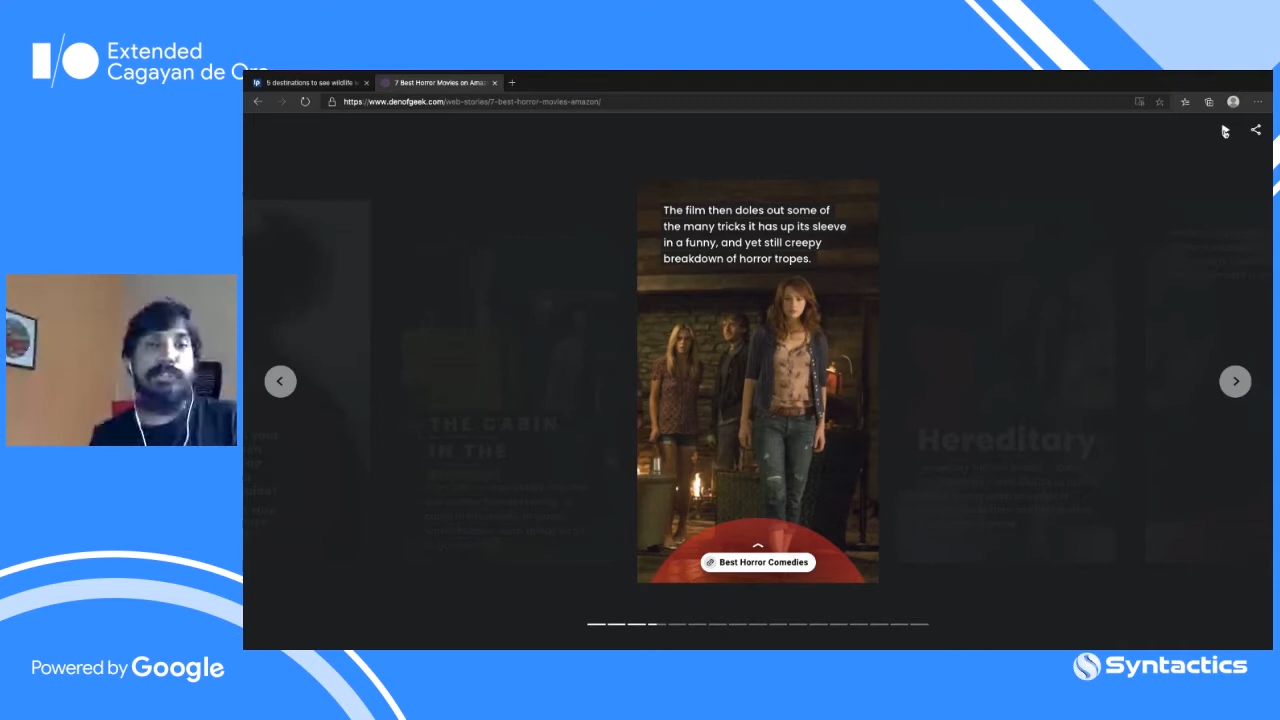 I/O Extended
Cagayan de Oro
5 destinations to see wildlife
7 Best Horror Movies on Amaz
https://www.denofgeek.com/web-stories/7-best-horror-movies-amazon/
The film then doles out some of
the many tricks it has up its sleeve
in a funny, and yet still creepy
breakdown of horror tropes.
THE CABIN
IN THE
Hereditary
Best Horror Comedies
Powered by Google
Syntactics